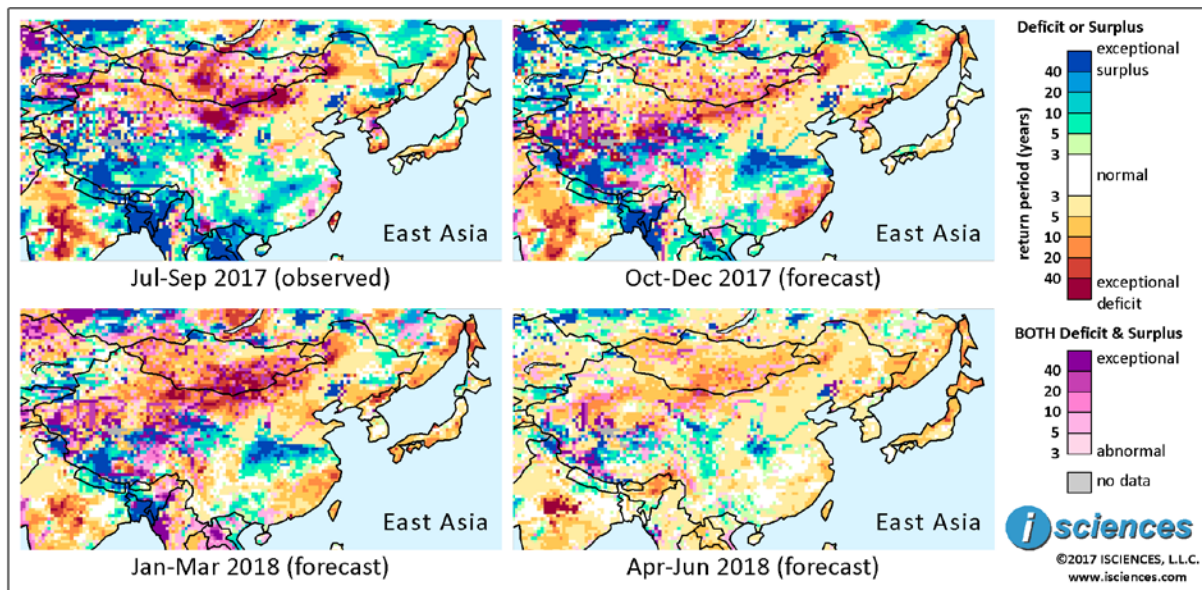 East Asia
Jul-Sep 2017 (observed)
East Asia
Oct-Dec 2017 (forecast)
East Asia
Jan-Mar 2018 (forecast)
East Asia
Apr-Jun 2018 (forecast)
Deficit or Surplus
exceptional
surplus
40
20
10
5
3
normal
3
5
10
20
40
exceptional
deficit
return period (years)
BOTH Deficit & Surplus
exceptional
40
20
10
5
3
abnormal
no data
i sciences
©2017 ISCIENCES, L.L.C.
www.isciences.com